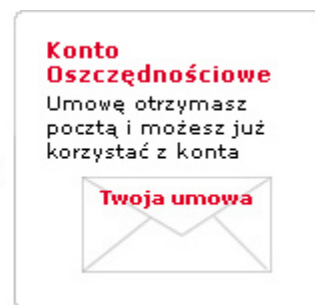 Konto
Oszczędnościowe
Umowę otrzymasz
pocztą i możesz już
korzystać z konta
Twoja umowa